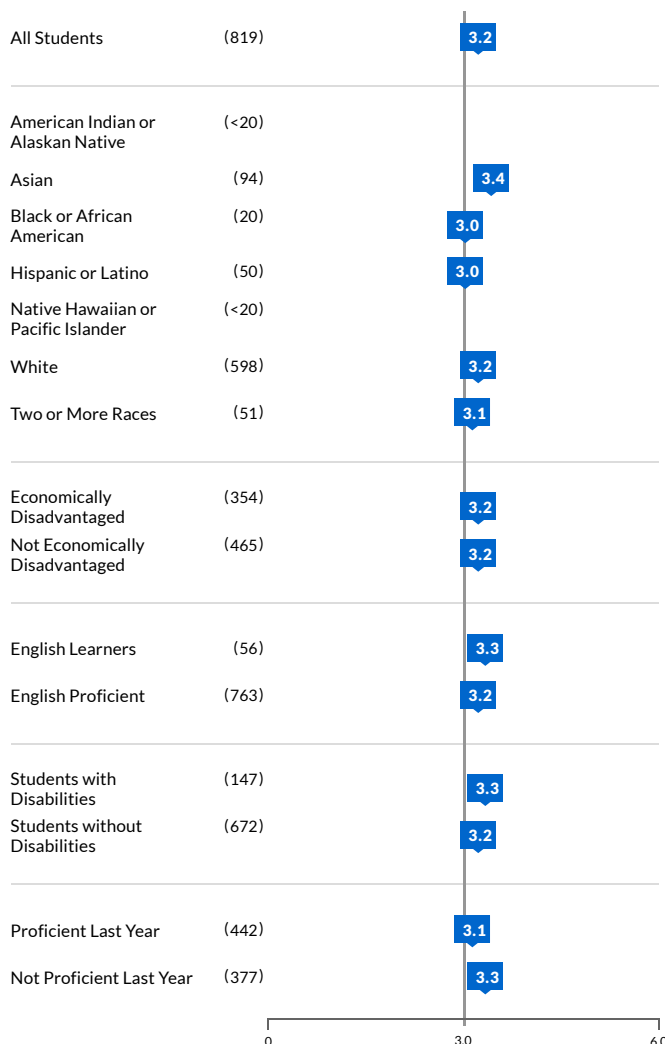 All Students (819) 3.2
American Indian or (<20)
Alaskan Native
Asian (94) 3.4
Black or African (20) 3.0
American
Hispanic or Latino (50) 3.0
Native Hawaiian or (<20)
Pacific Islander
White (598) 3.2
Two or More Races (51) 3.1
Economically (354) 3.2
Disadvantaged
Not Economically (465) 3.2
Disadvantaged
English Learners (56) 3.3
English Proficient (763) 3.2
Students with (147) 3.3
Disabilities
Students without (672) 3.2
Disabilities
Proficient Last Year (442) 3.1
Not Proficient Last Year (377) 3.3
0 3.0 6.0